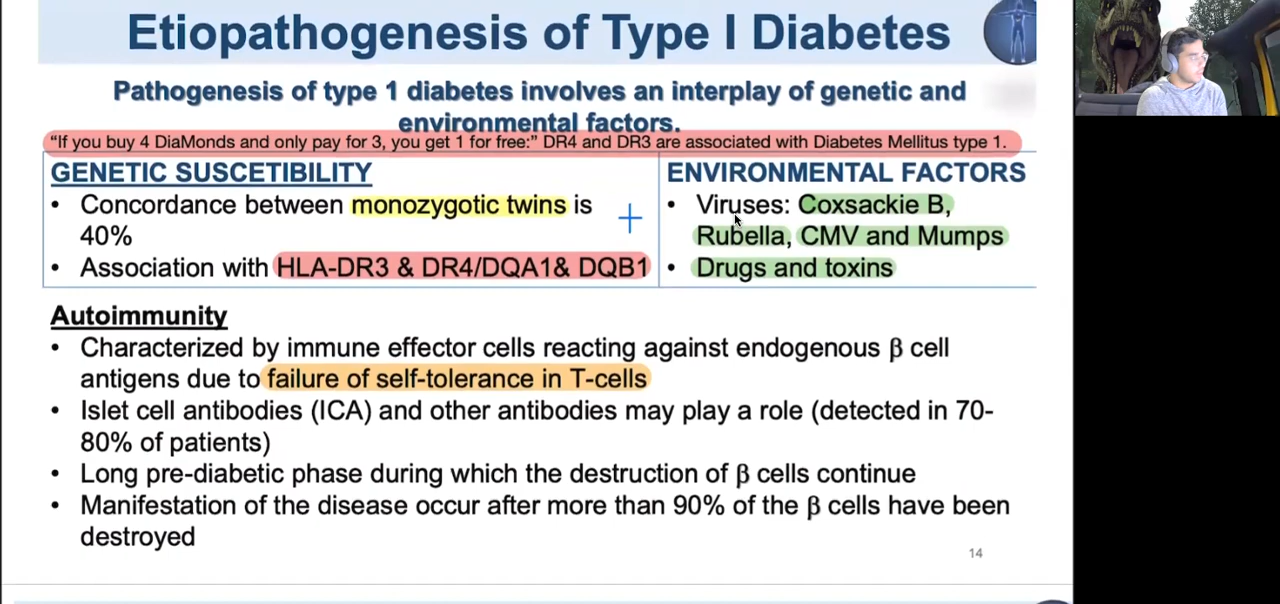 Etiopathogenesis of Type I Diabetes
Pathogenesis of type 1 diabetes involves an interplay of genetic and
environmental factors.
“If you buy 4 DiaMonds and only pay for 3, you get 1 for free:” DR4 and DR3 are associated with Diabetes Mellitus type 1.
GENETIC SUSCETIBILITY
• Concordance between monozygotic twins is
40%
• Association with HLA-DR3 & DR4/DQA1& DQB1
+
ENVIRONMENTAL FACTORS
• Viruses: Coxsackie B,
Rubella, CMV and Mumps
• Drugs and toxins
Autoimmunity
• Characterized by immune effector cells reacting against endogenous β cell
antigens due to failure of self-tolerance in T-cells
• Islet cell antibodies (ICA) and other antibodies may play a role (detected in 70-
80% of patients)
• Long pre-diabetic phase during which the destruction of β cells continue
• Manifestation of the disease occur after more than 90% of the β cells have been
destroyed
14